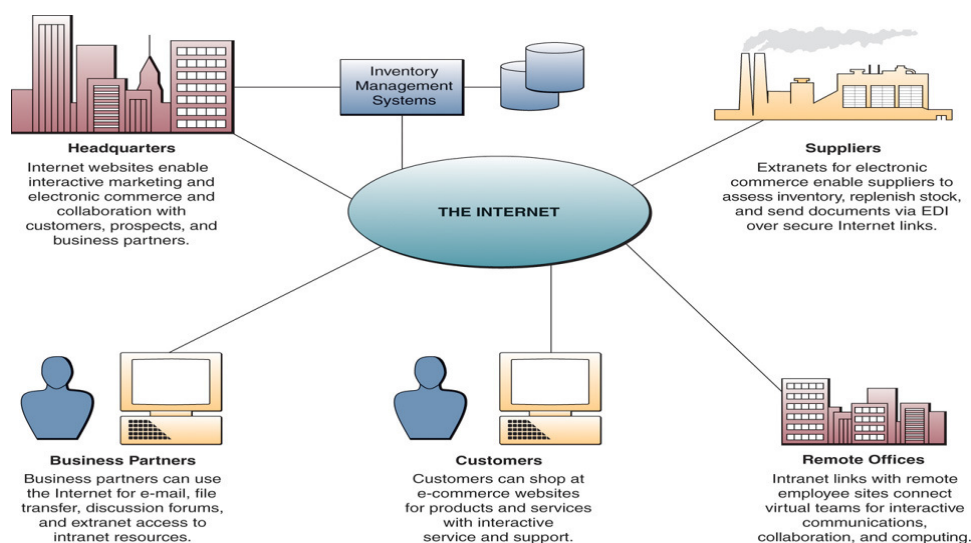 Inventory
Management
Systems
Headquarters
Internet websites enable
interactive marketing and
electronic commerce and
collaboration with
customers, prospects, and
business partners.
Suppliers
Extranets for electronic
commerce enable suppliers to
assess inventory, replenish stock,
and send documents via EDI
over secure Internet links.
THE INTERNET
Business Partners
Business partners can use
the Internet for e-mail, file
transfer, discussion forums,
and extranet access to
intranet resources.
Customers
Customers can shop at
e-commerce websites
for products and services
with interactive
service and support.
Remote Offices
Intranet links with remote
employee sites connect
virtual teams for interactive
communications,
collaboration, and computing.